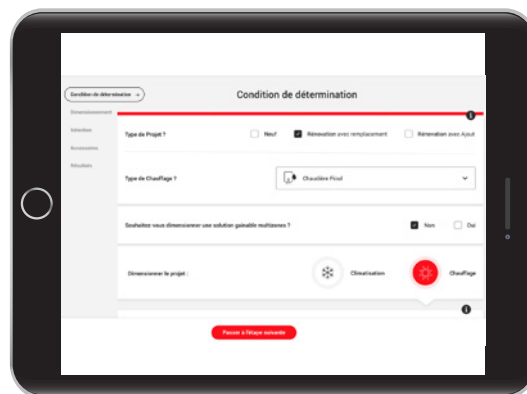 Condition de détermination →
Condition de détermination
Dimensionnement
Sélection
Accessoires
Résultats
Type de Projet ?
Neuf
Rénovation avec remplacement
Rénovation avec Ajout
Type de Chauffage ?
Chaudière Fioul
Souhaitez-vous dimensionner une solution gainable multizones ?
Non
Oui
Dimensionner le projet :
Climatisation
Chauffage
Passer à l'étape suivante